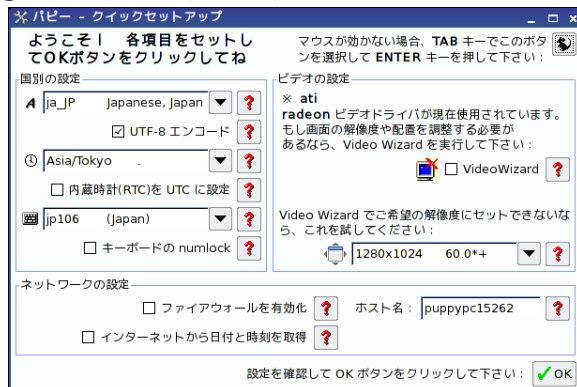 パピー - クイックセットアップ
ようこそ！ 各項目をセットし
てOKボタンをクリックしてね
マウスが効かない場合、TAB キーでこのボタ
ンを選択して ENTER キーを押して下さい :
国別の設定
ja_JP Japanese, Japan
UTF-8 エンコード
Asia/Tokyo .
内蔵時計(RTC)を UTC に設定
jp106 (Japan)
キーボードの numlock
ビデオの設定
※ ati
radeon ビデオドライバが現在使用されています。
もし画面の解像度や配置を調整する必要が
あるなら、Video Wizard を実行して下さい :
VideoWizard
Video Wizard でご希望の解像度にセットできないな
ら、これを試してください :
1280x1024 60.0*+
ネットワークの設定
ファイアウォールを有効化
ホスト名 : puppypc15262
インターネットから日付と時刻を取得
設定を確認して OK ボタンをクリックして下さい :
OK